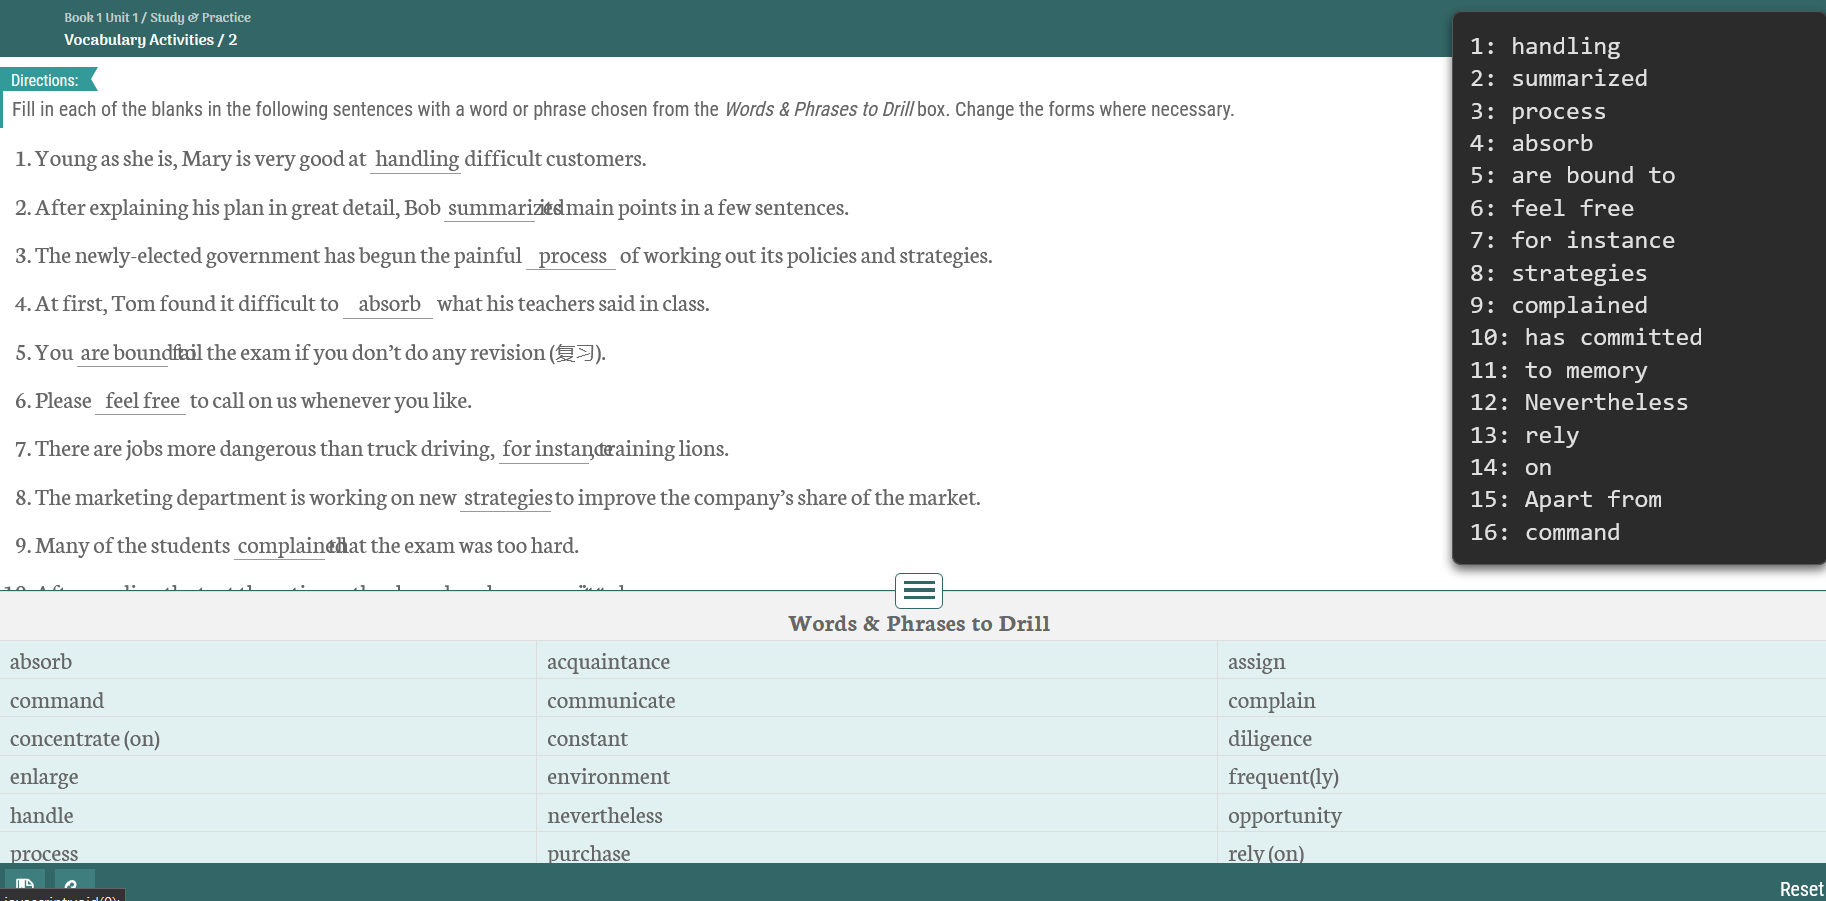 Book 1 Unit 1 / Study & Practice
Vocabulary Activities / 2
Directions:
Fill in each of the blanks in the following sentences with a word or phrase chosen from the Words & Phrases to Drill box. Change the forms where necessary.
1. Young as she is, Mary is very good at handling difficult customers.
2. After explaining his plan in great detail, Bob summarized its main points in a few sentences.
3. The newly-elected government has begun the painful process of working out its policies and strategies.
4. At first, Tom found it difficult to absorb what his teachers said in class.
5. You are bound to fail the exam if you don't do any revision (复习).
6. Please feel free to call on us whenever you like.
7. There are jobs more dangerous than truck driving, for instance, training lions.
8. The marketing department is working on new strategies to improve the company's share of the market.
9. Many of the students complained that the exam was too hard.
1: handling
2: summarized
3: process
4: absorb
5: are bound to
6: feel free
7: for instance
8: strategies
9: complained
10: has committed
11: to memory
12: Nevertheless
13: rely
14: on
15: Apart from
16: command
Words & Phrases to Drill
absorb acquaintance assign
command communicate complain
concentrate (on) constant diligence
enlarge environment frequent(ly)
handle nevertheless opportunity
process purchase rely (on)
Reset